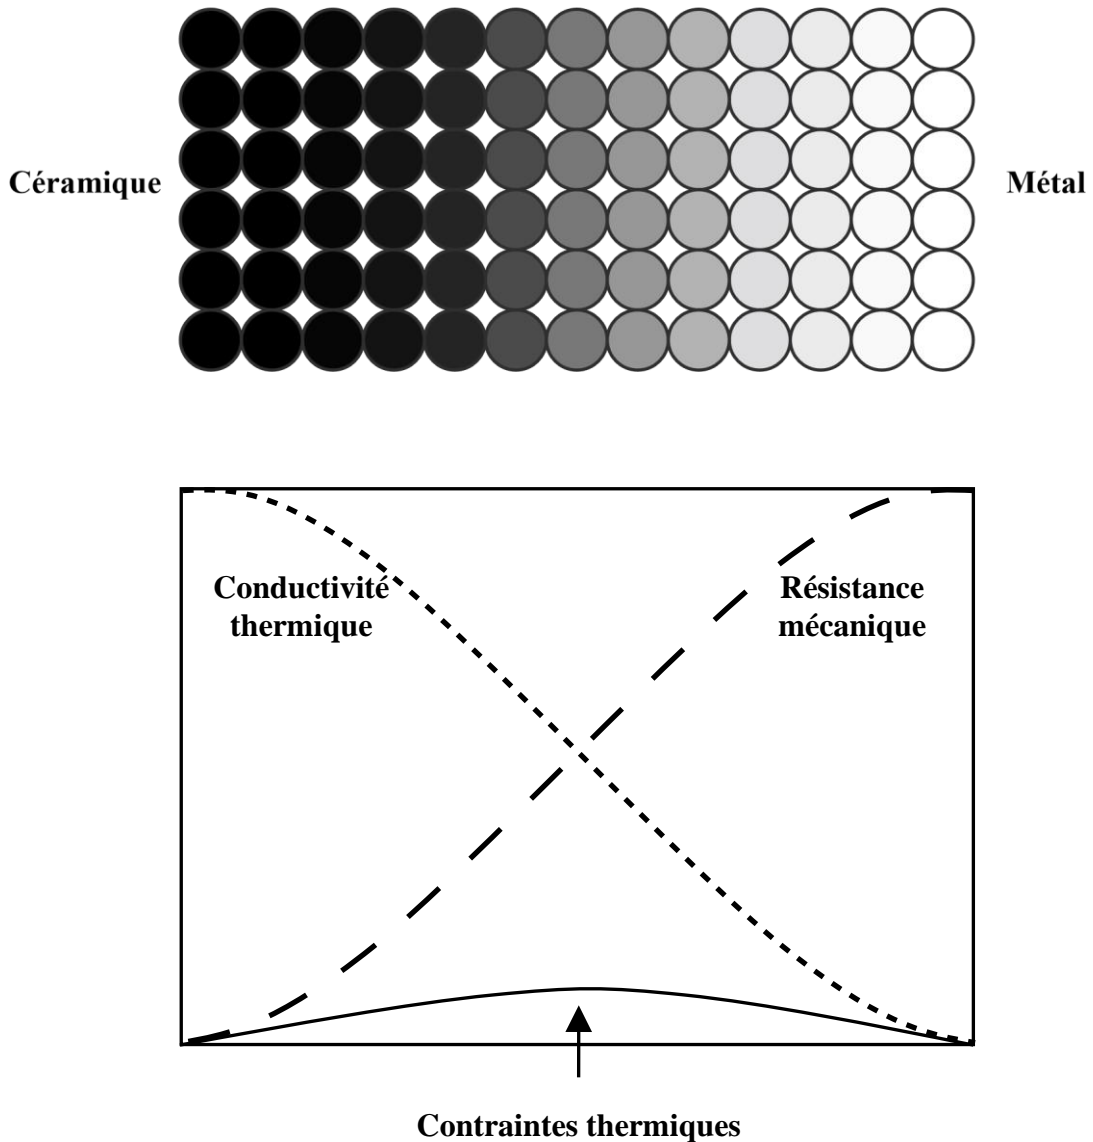 Céramique
Métal
Conductivité
thermique
Résistance
mécanique
Contraintes thermiques